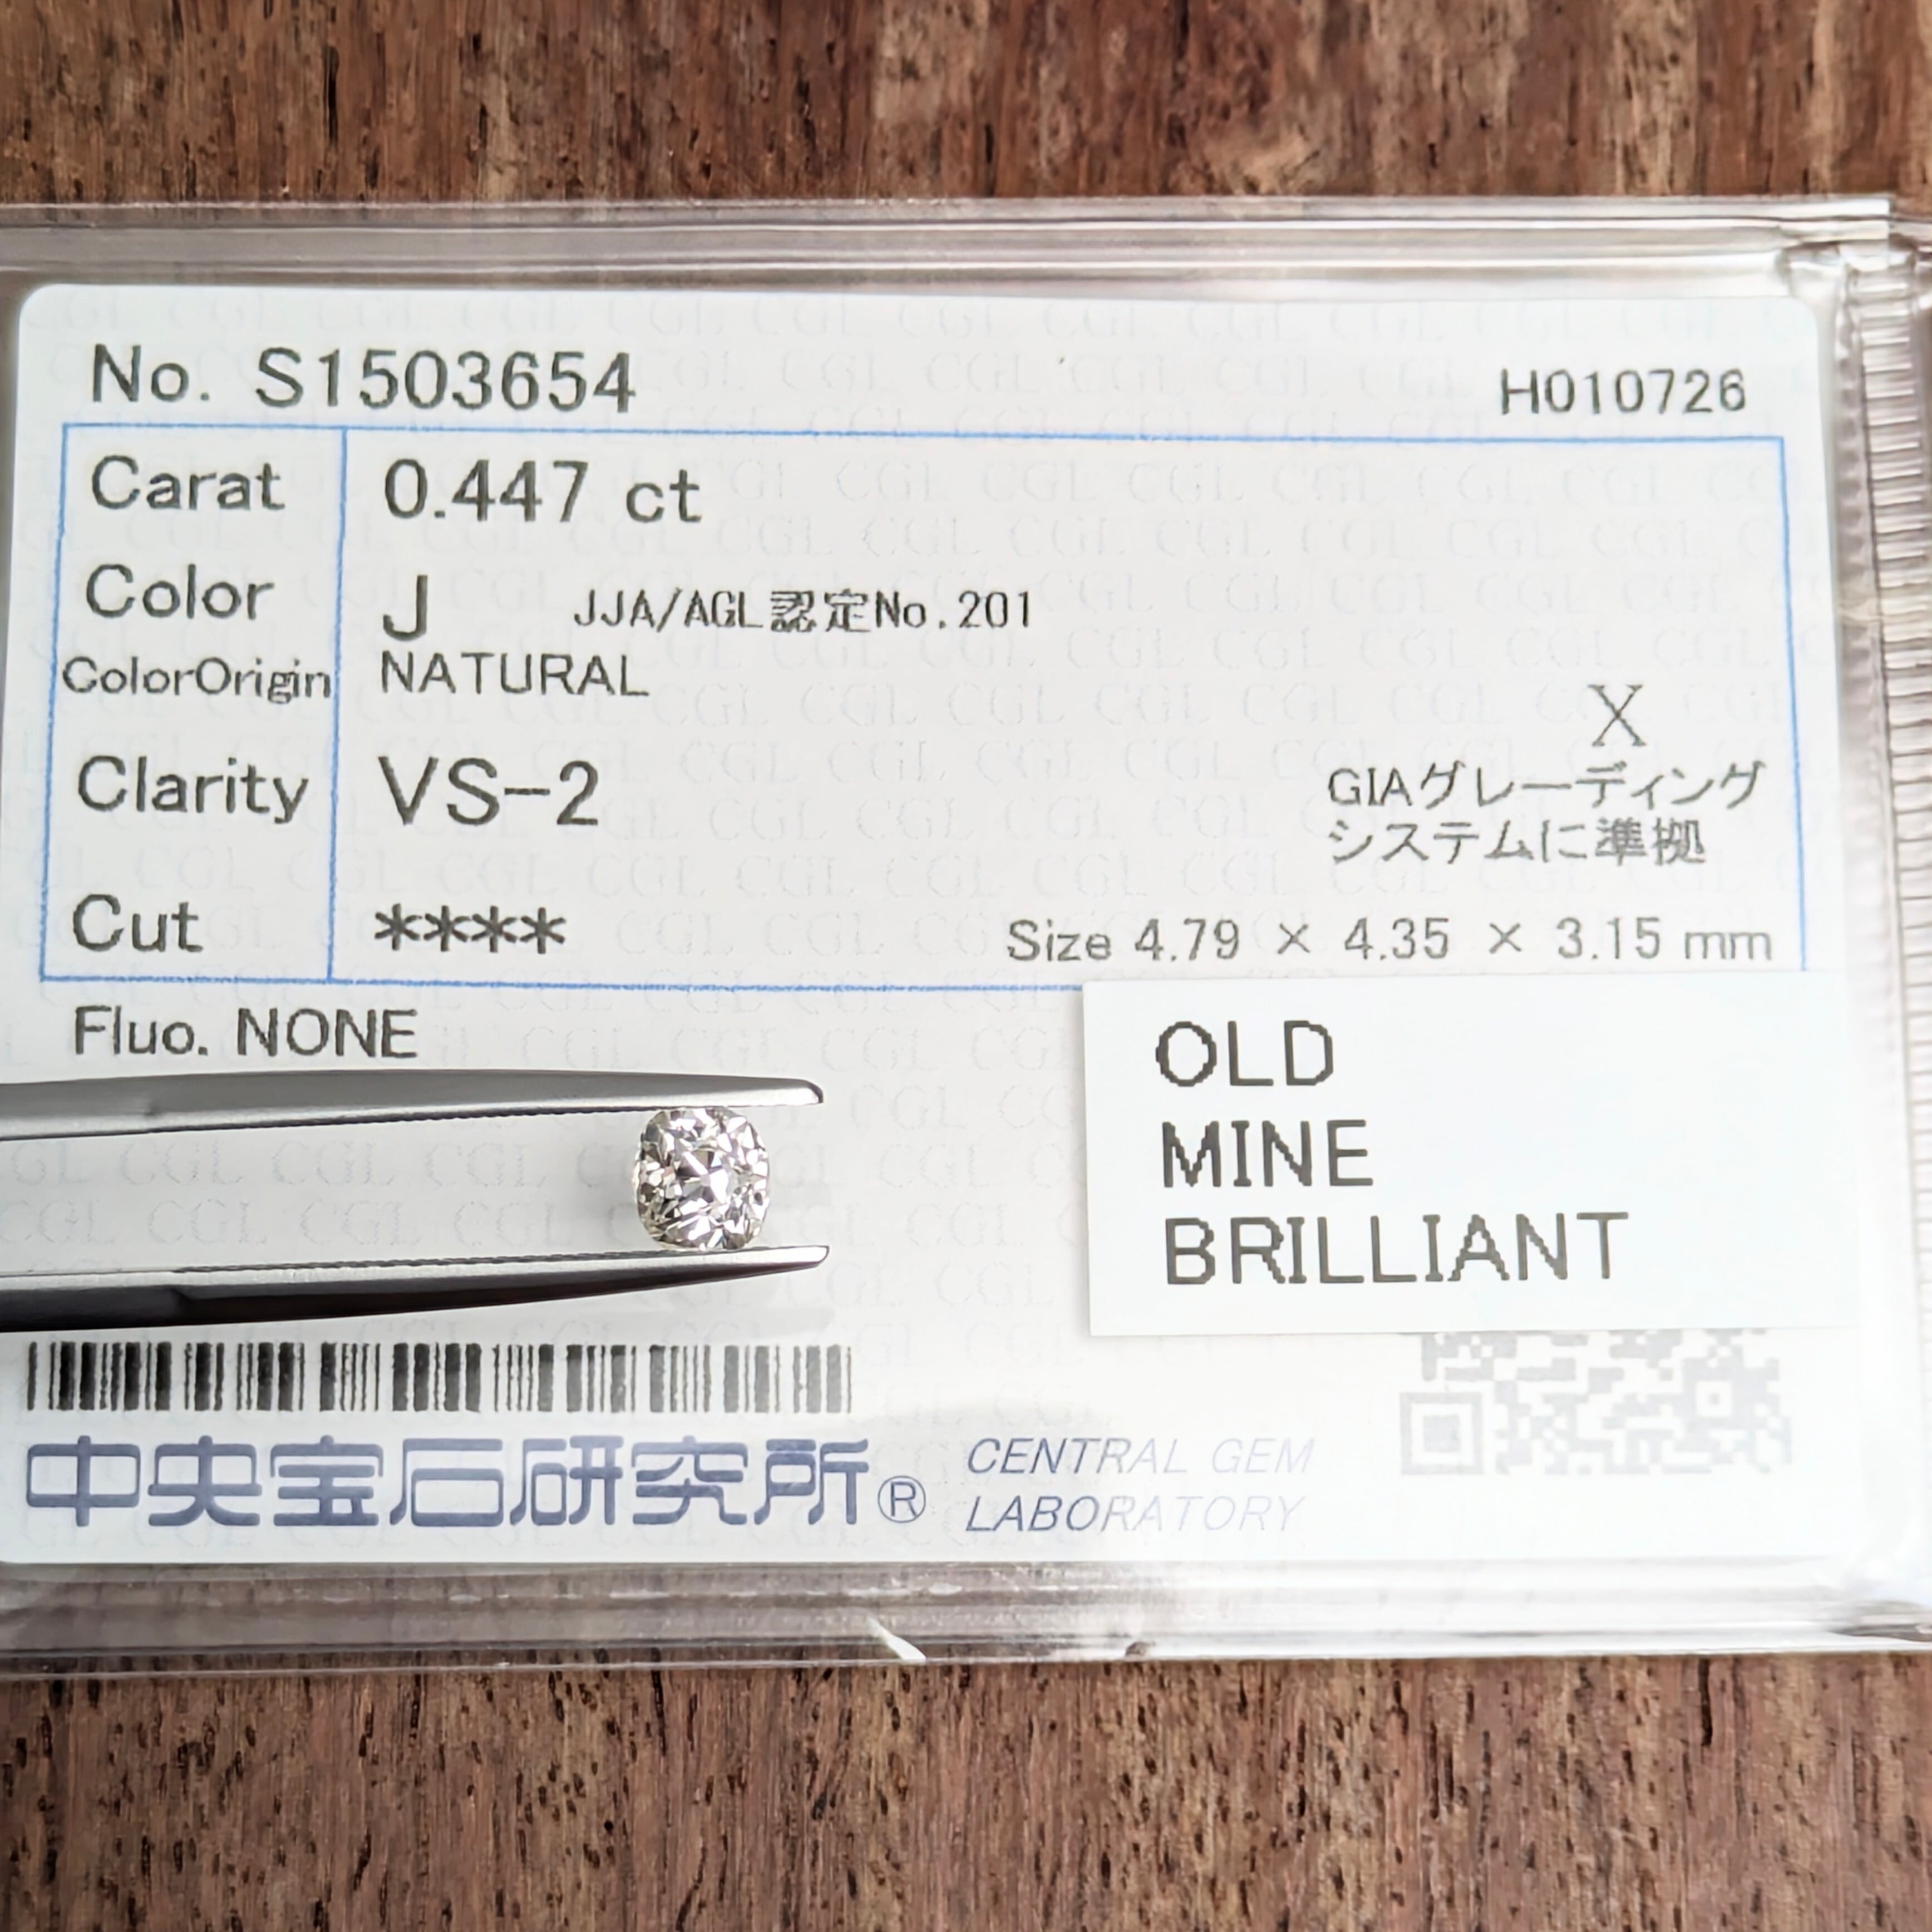 No. S1503654
H010726
Carat 0.447 ct
Color J JJA/AGL認定No.201
ColorOrigin NATURAL
X
Clarity VS-2
GIAグレーディング
システムに準拠
Cut ****
Size 4.79 × 4.35 × 3.15 mm
Fluo. NONE
OLD
MINE
BRILLIANT
中央宝石研究所®
CENTRAL GEM
LABORATORY